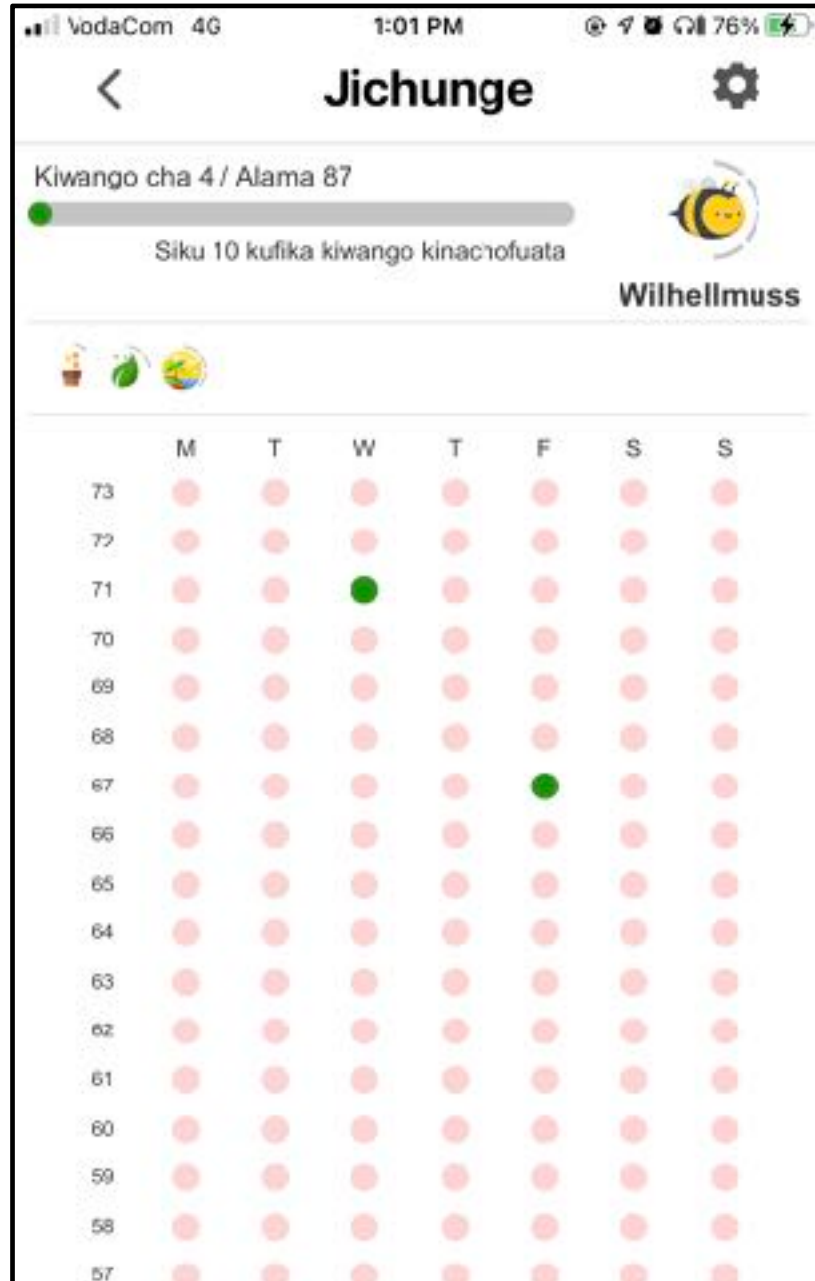 VodaCom 4G 1:01 PM 76%
Jichunge
Kiwango cha 4 / Alama 87
Siku 10 kufika kiwango kinachofuata
Wilhellmuss
M T W T F S S
73
72
71
70
69
68
67
66
65
64
63
62
61
60
59
58
57